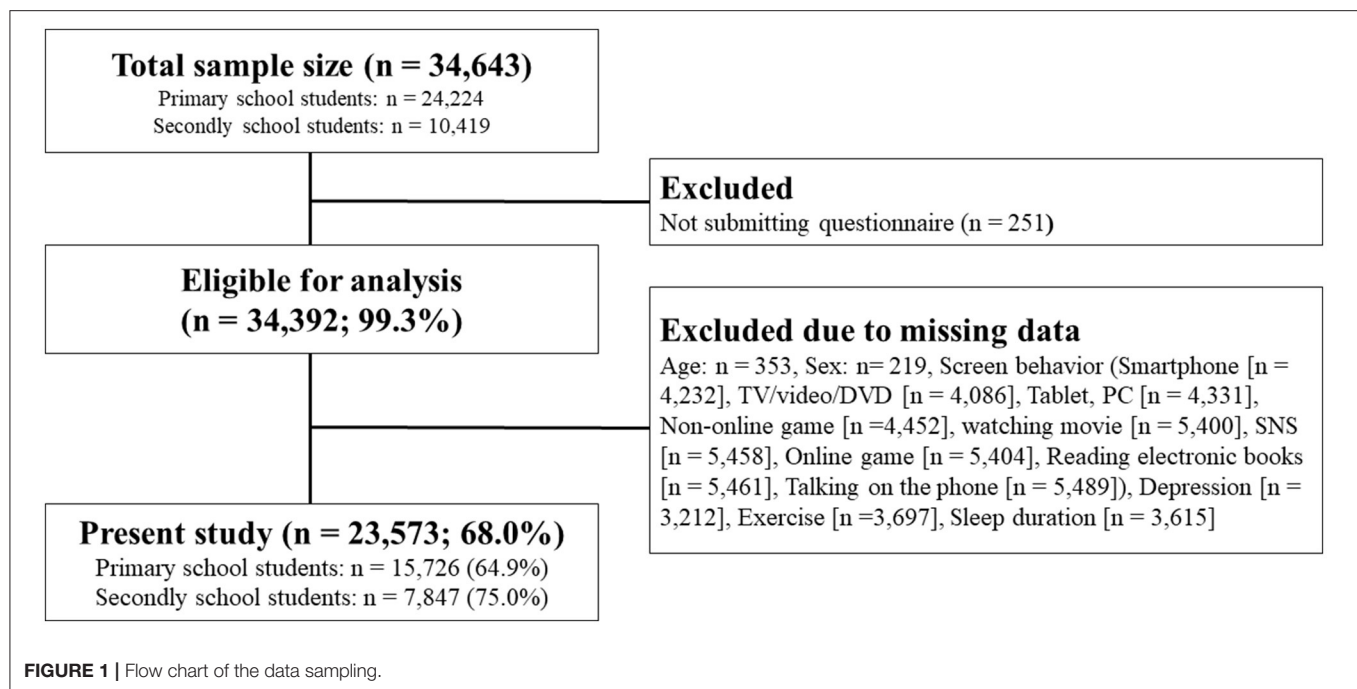 Total sample size (n = 34,643)
Primary school students: n = 24,224
Secondly school students: n = 10,419
Excluded
Not submitting questionnaire (n = 251)
Eligible for analysis
(n = 34,392; 99.3%)
Excluded due to missing data
Age: n = 353, Sex: n= 219, Screen behavior (Smartphone [n =
4,232], TV/video/DVD [n = 4,086], Tablet, PC [n = 4,331],
Non-online game [n =4,452], watching movie [n = 5,400], SNS
[n = 5,458], Online game [n = 5,404], Reading electronic books
[n = 5,461], Talking on the phone [n = 5,489]), Depression [n =
3,212], Exercise [n =3,697], Sleep duration [n = 3,615]
Present study (n = 23,573; 68.0%)
Primary school students: n = 15,726 (64.9%)
Secondly school students: n = 7,847 (75.0%)
FIGURE 1 | Flow chart of the data sampling.